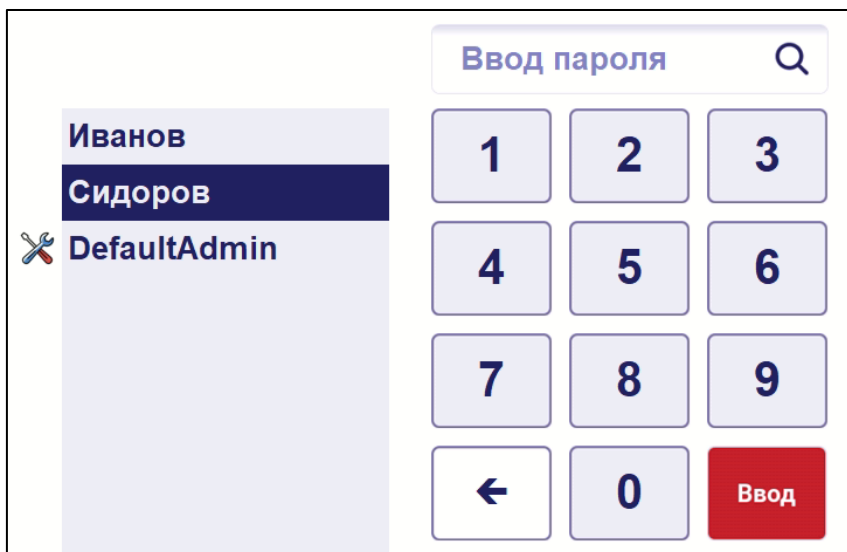 Ввод пароля
Иванов
Сидоров
DefaultAdmin
1 2 3
4 5 6
7 8 9
0 Ввод